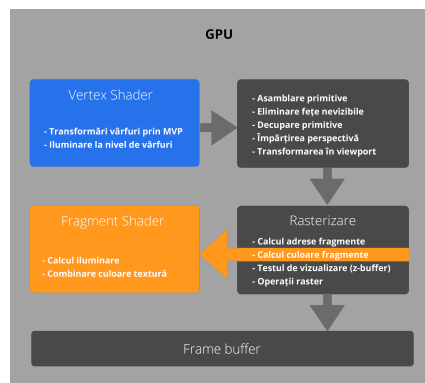 GPU
Vertex Shader
- Transformări vârfuri prin MVP
- Iluminare la nivel de vârfuri
- Asamblare primitive
- Eliminare fețe nevizibile
- Decupare primitive
- Împărțirea perspectivă
- Transformarea în viewport
Fragment Shader
- Calcul iluminare
- Combinare culoare textură
Rasterizare
- Calcul adrese fragmente
- Calcul culoare fragmente
- Testul de vizualizare (z-buffer)
- Operații raster
Frame buffer